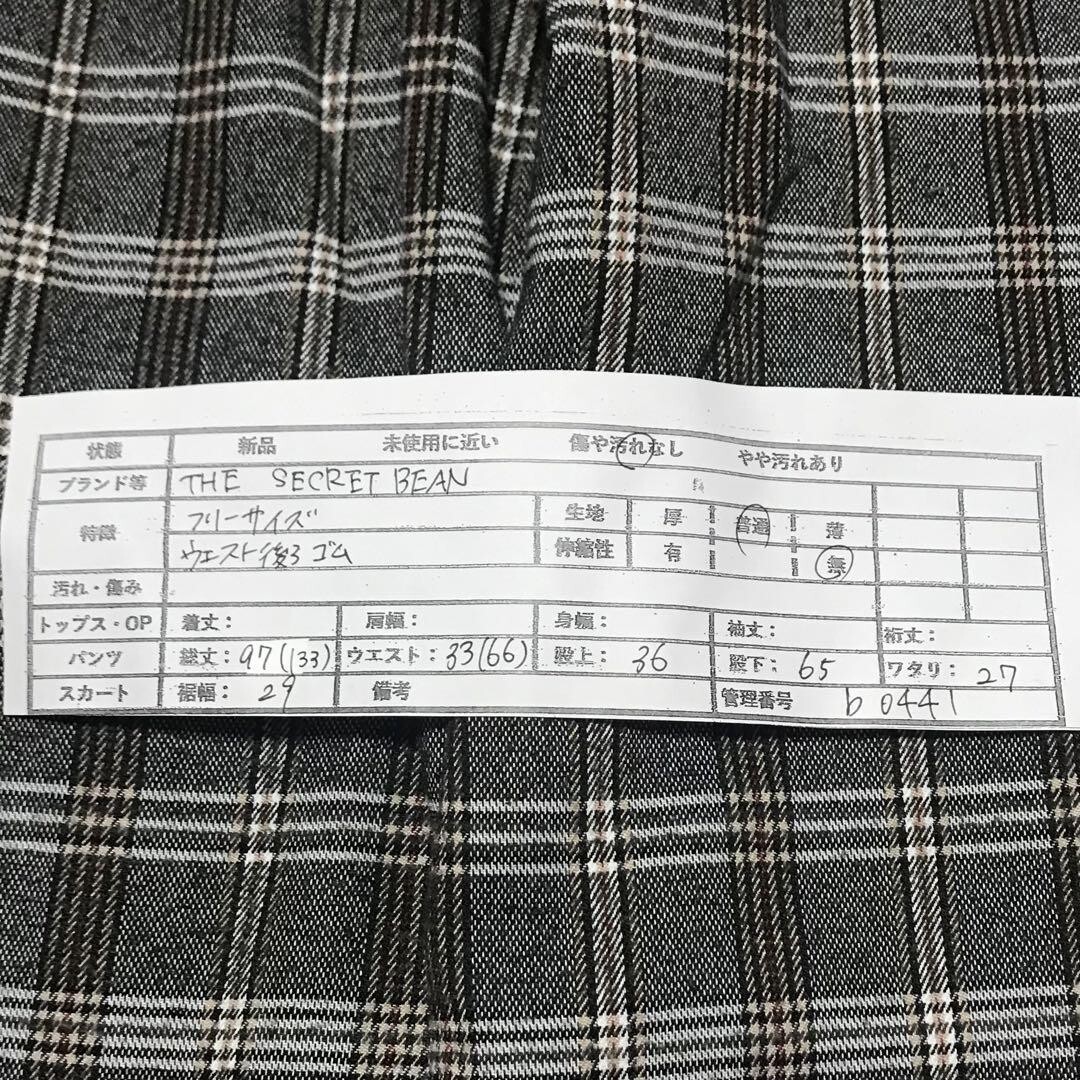 状態 新品 未使用に近い 傷や汚れなし やや汚れあり
ブランド等 THE SECRET BEAN
特徴 フリーサイズ 生地 厚 普通 薄
ウエスト後ろゴム 伸縮性 有 無
汚れ・傷み
トップス・OP 着丈: 肩幅: 身幅: 袖丈: 裄丈:
パンツ 総丈:97(133) ウエスト:33(66) 股上:36 股下:65 ワタリ:27
スカート 裾幅:29 備考 管理番号 b 0441